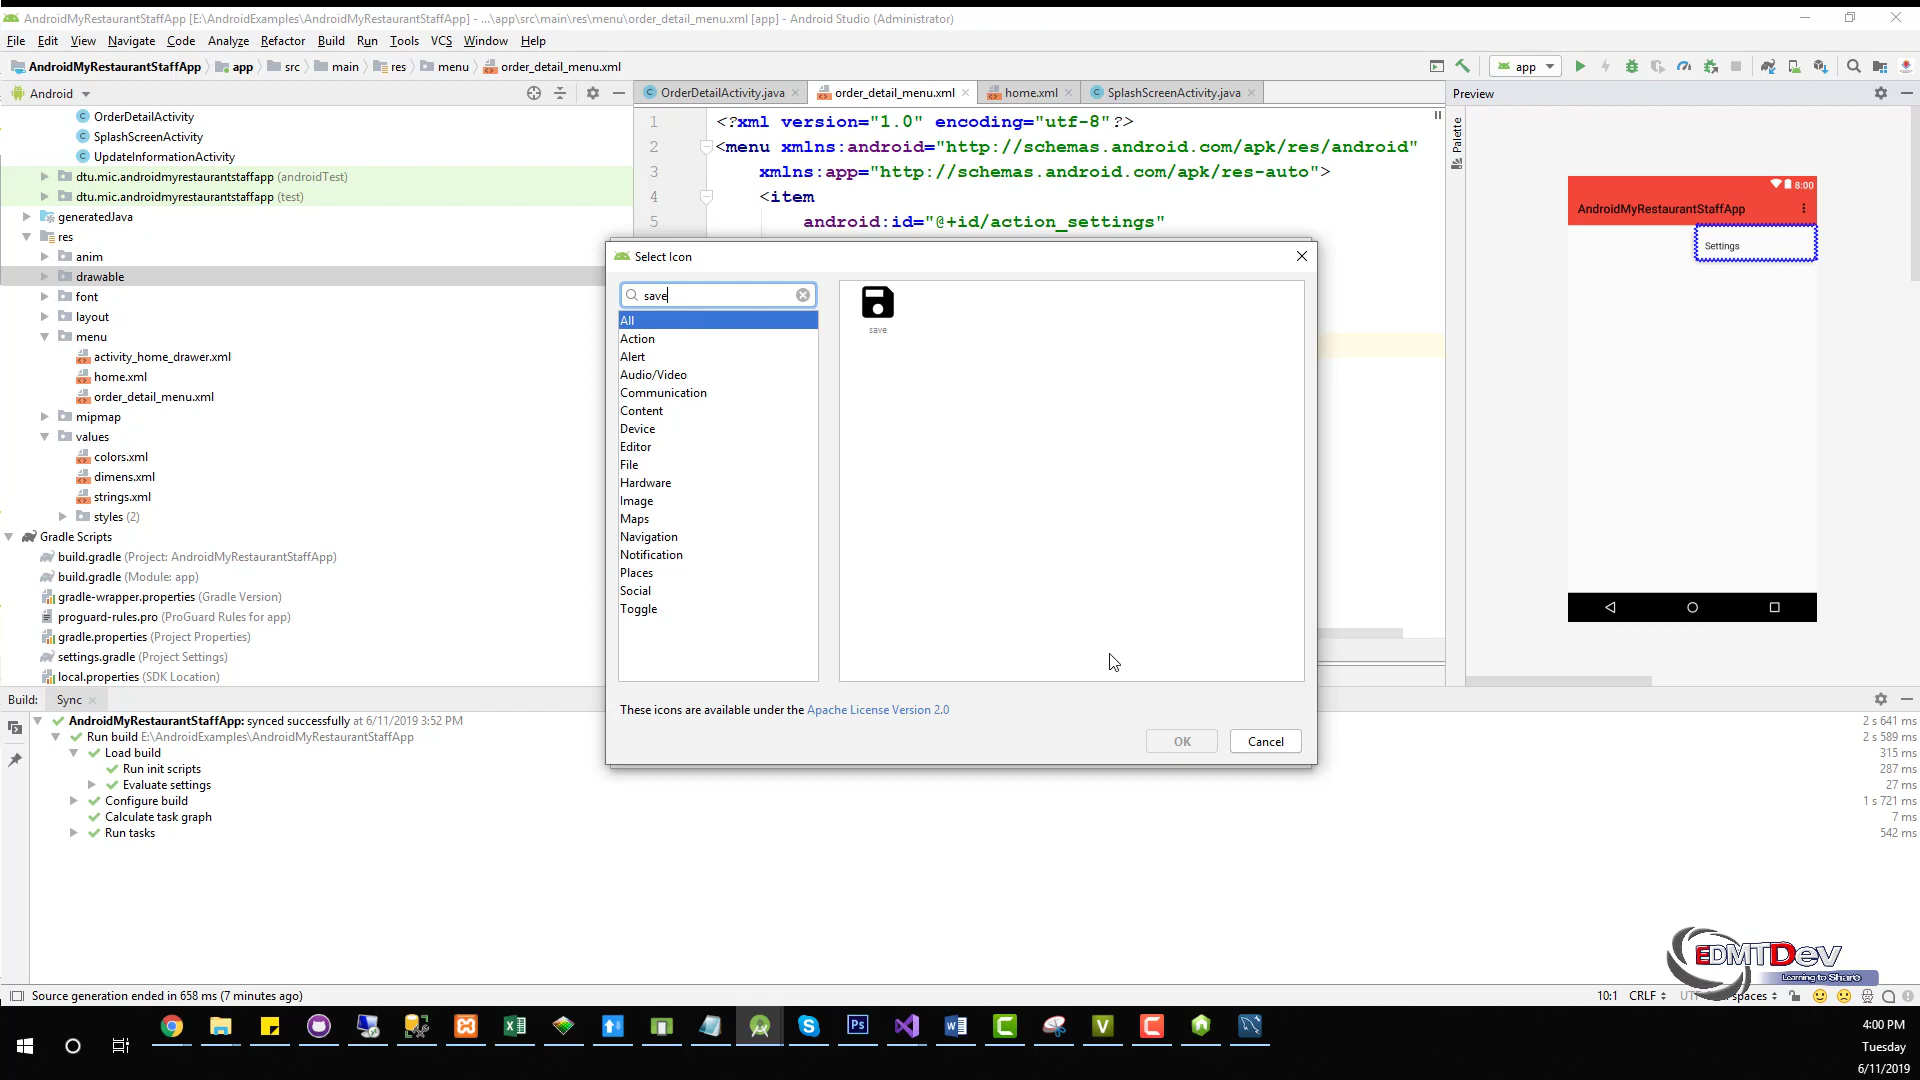 AndroidMyRestaurantStaffApp [E:\AndroidExamples\AndroidMyRestaurantStaffApp] - ...\app\src\main\res\menu\order_detail_menu.xml [app] - Android Studio (Administrator)
File Edit View Navigate Code Analyze Refactor Build Run Tools VCS Window Help
AndroidMyRestaurantStaffApp app src main res menu order_detail_menu.xml app
Android OrderDetailActivity.java order_detail_menu.xml home.xml SplashScreenActivity.java Preview
OrderDetailActivity
SplashScreenActivity
UpdateInformationActivity
dtu.mic.androidmyrestaurantstaffapp (androidTest)
dtu.mic.androidmyrestaurantstaffapp (test)
generatedJava
res
anim
drawable
font
layout
menu
activity_home_drawer.xml
home.xml
order_detail_menu.xml
mipmap
values
colors.xml
dimens.xml
strings.xml
styles (2)
Gradle Scripts
build.gradle (Project: AndroidMyRestaurantStaffApp)
build.gradle (Module: app)
gradle-wrapper.properties (Gradle Version)
proguard-rules.pro (ProGuard Rules for app)
gradle.properties (Project Properties)
settings.gradle (Project Settings)
local.properties (SDK Location)
1 <?xml version="1.0" encoding="utf-8"?>
2 <menu xmlns:android="http://schemas.android.com/apk/res/android"
3 xmlns:app="http://schemas.android.com/apk/res-auto">
4 <item
5 android:id="@+id/action_settings"
Select Icon
save
All
Action
Alert
Audio/Video
Communication
Content
Device
Editor
File
Hardware
Image
Maps
Navigation
Notification
Places
Social
Toggle
save
These icons are available under the Apache License Version 2.0
OK Cancel
Palette
8:00
AndroidMyRestaurantStaffApp
Settings
Build: Sync
AndroidMyRestaurantStaffApp: synced successfully at 6/11/2019 3:52 PM 2 s 641 ms
Run build E:\AndroidExamples\AndroidMyRestaurantStaffApp 2 s 589 ms
Load build 315 ms
Run init scripts 287 ms
Evaluate settings 27 ms
Configure build 1 s 721 ms
Calculate task graph 7 ms
Run tasks 542 ms
EDMTDev
Learning to Share
Source generation ended in 658 ms (7 minutes ago) 10:1 CRLF spaces
4:00 PM
Tuesday
6/11/2019